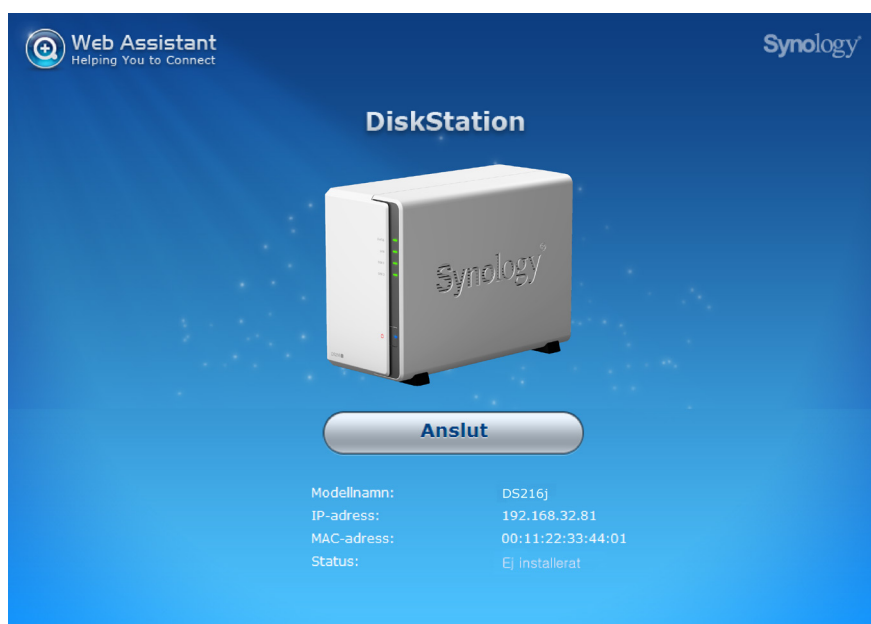 Web Assistant
Helping You to Connect
Synology
DiskStation
Synology
Anslut
Modellnamn: DS216j
IP-adress: 192.168.32.81
MAC-adress: 00:11:22:33:44:01
Status: Ej installerat